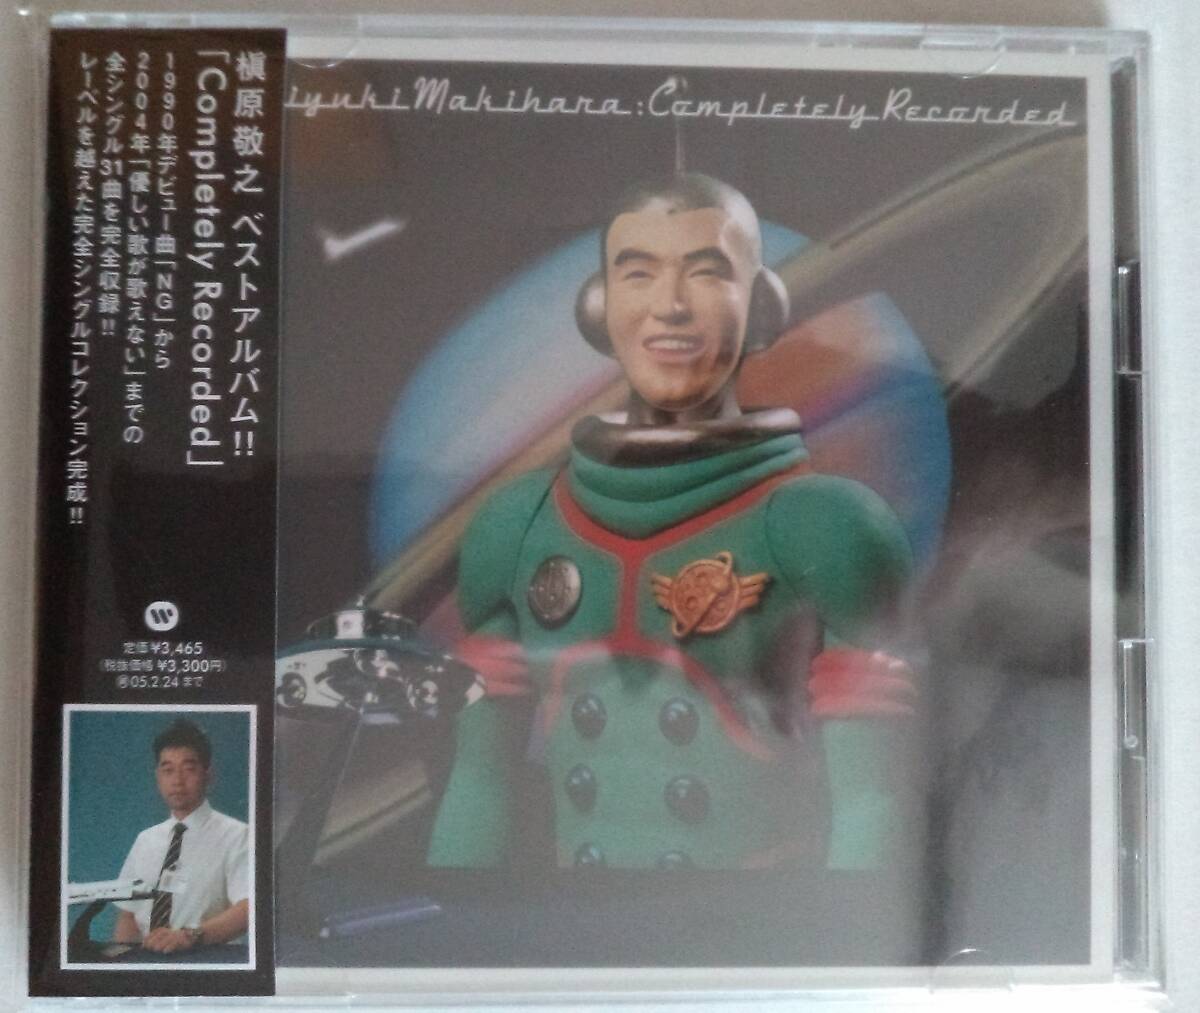 槇原敬之 ベストアルバム!!
「Completely Recorded」
1990年デビュー曲「NG」から
2004年「優しい歌が歌えない」までの
全シングル31曲を完全収録!!
レーベルを越えた完全シングルコレクション完成!!
定価¥3,465
(税抜価格 ¥3,300円)
05.2.24まで
iyuki Makihara:Completely Recorded